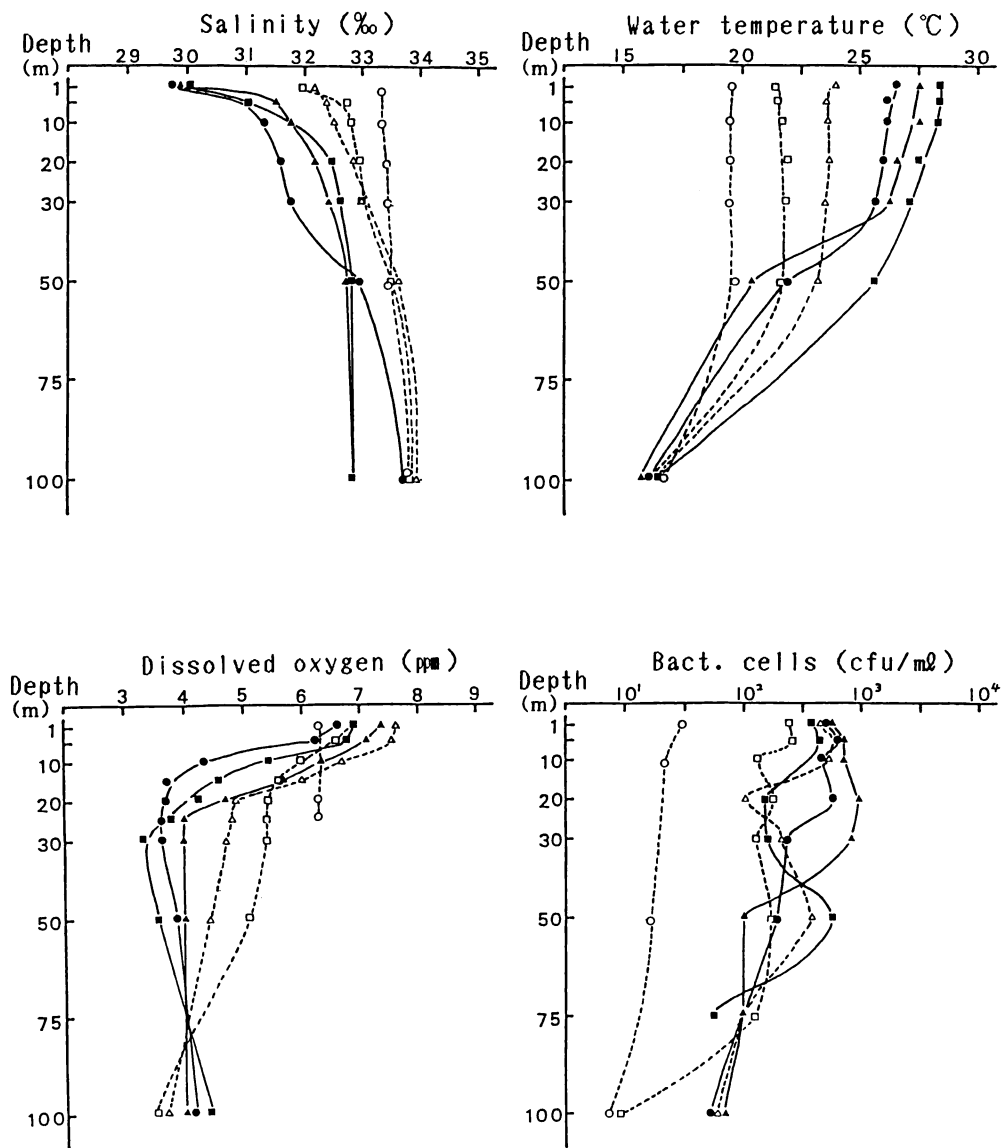 Salinity (‰)
Depth
(m)
29 30 31 32 33 34 35
1
10
20
30
50
75
100
Water temperature (℃)
Depth
(m)
15 20 25 30
1
10
20
30
50
75
100
Dissolved oxygen (ppm)
Depth
(m)
3 4 5 6 7 8 9
1
10
20
30
50
75
100
Bact. cells (cfu/mℓ)
Depth
(m)
10¹ 10² 10³ 10⁴
1
10
20
30
50
75
100